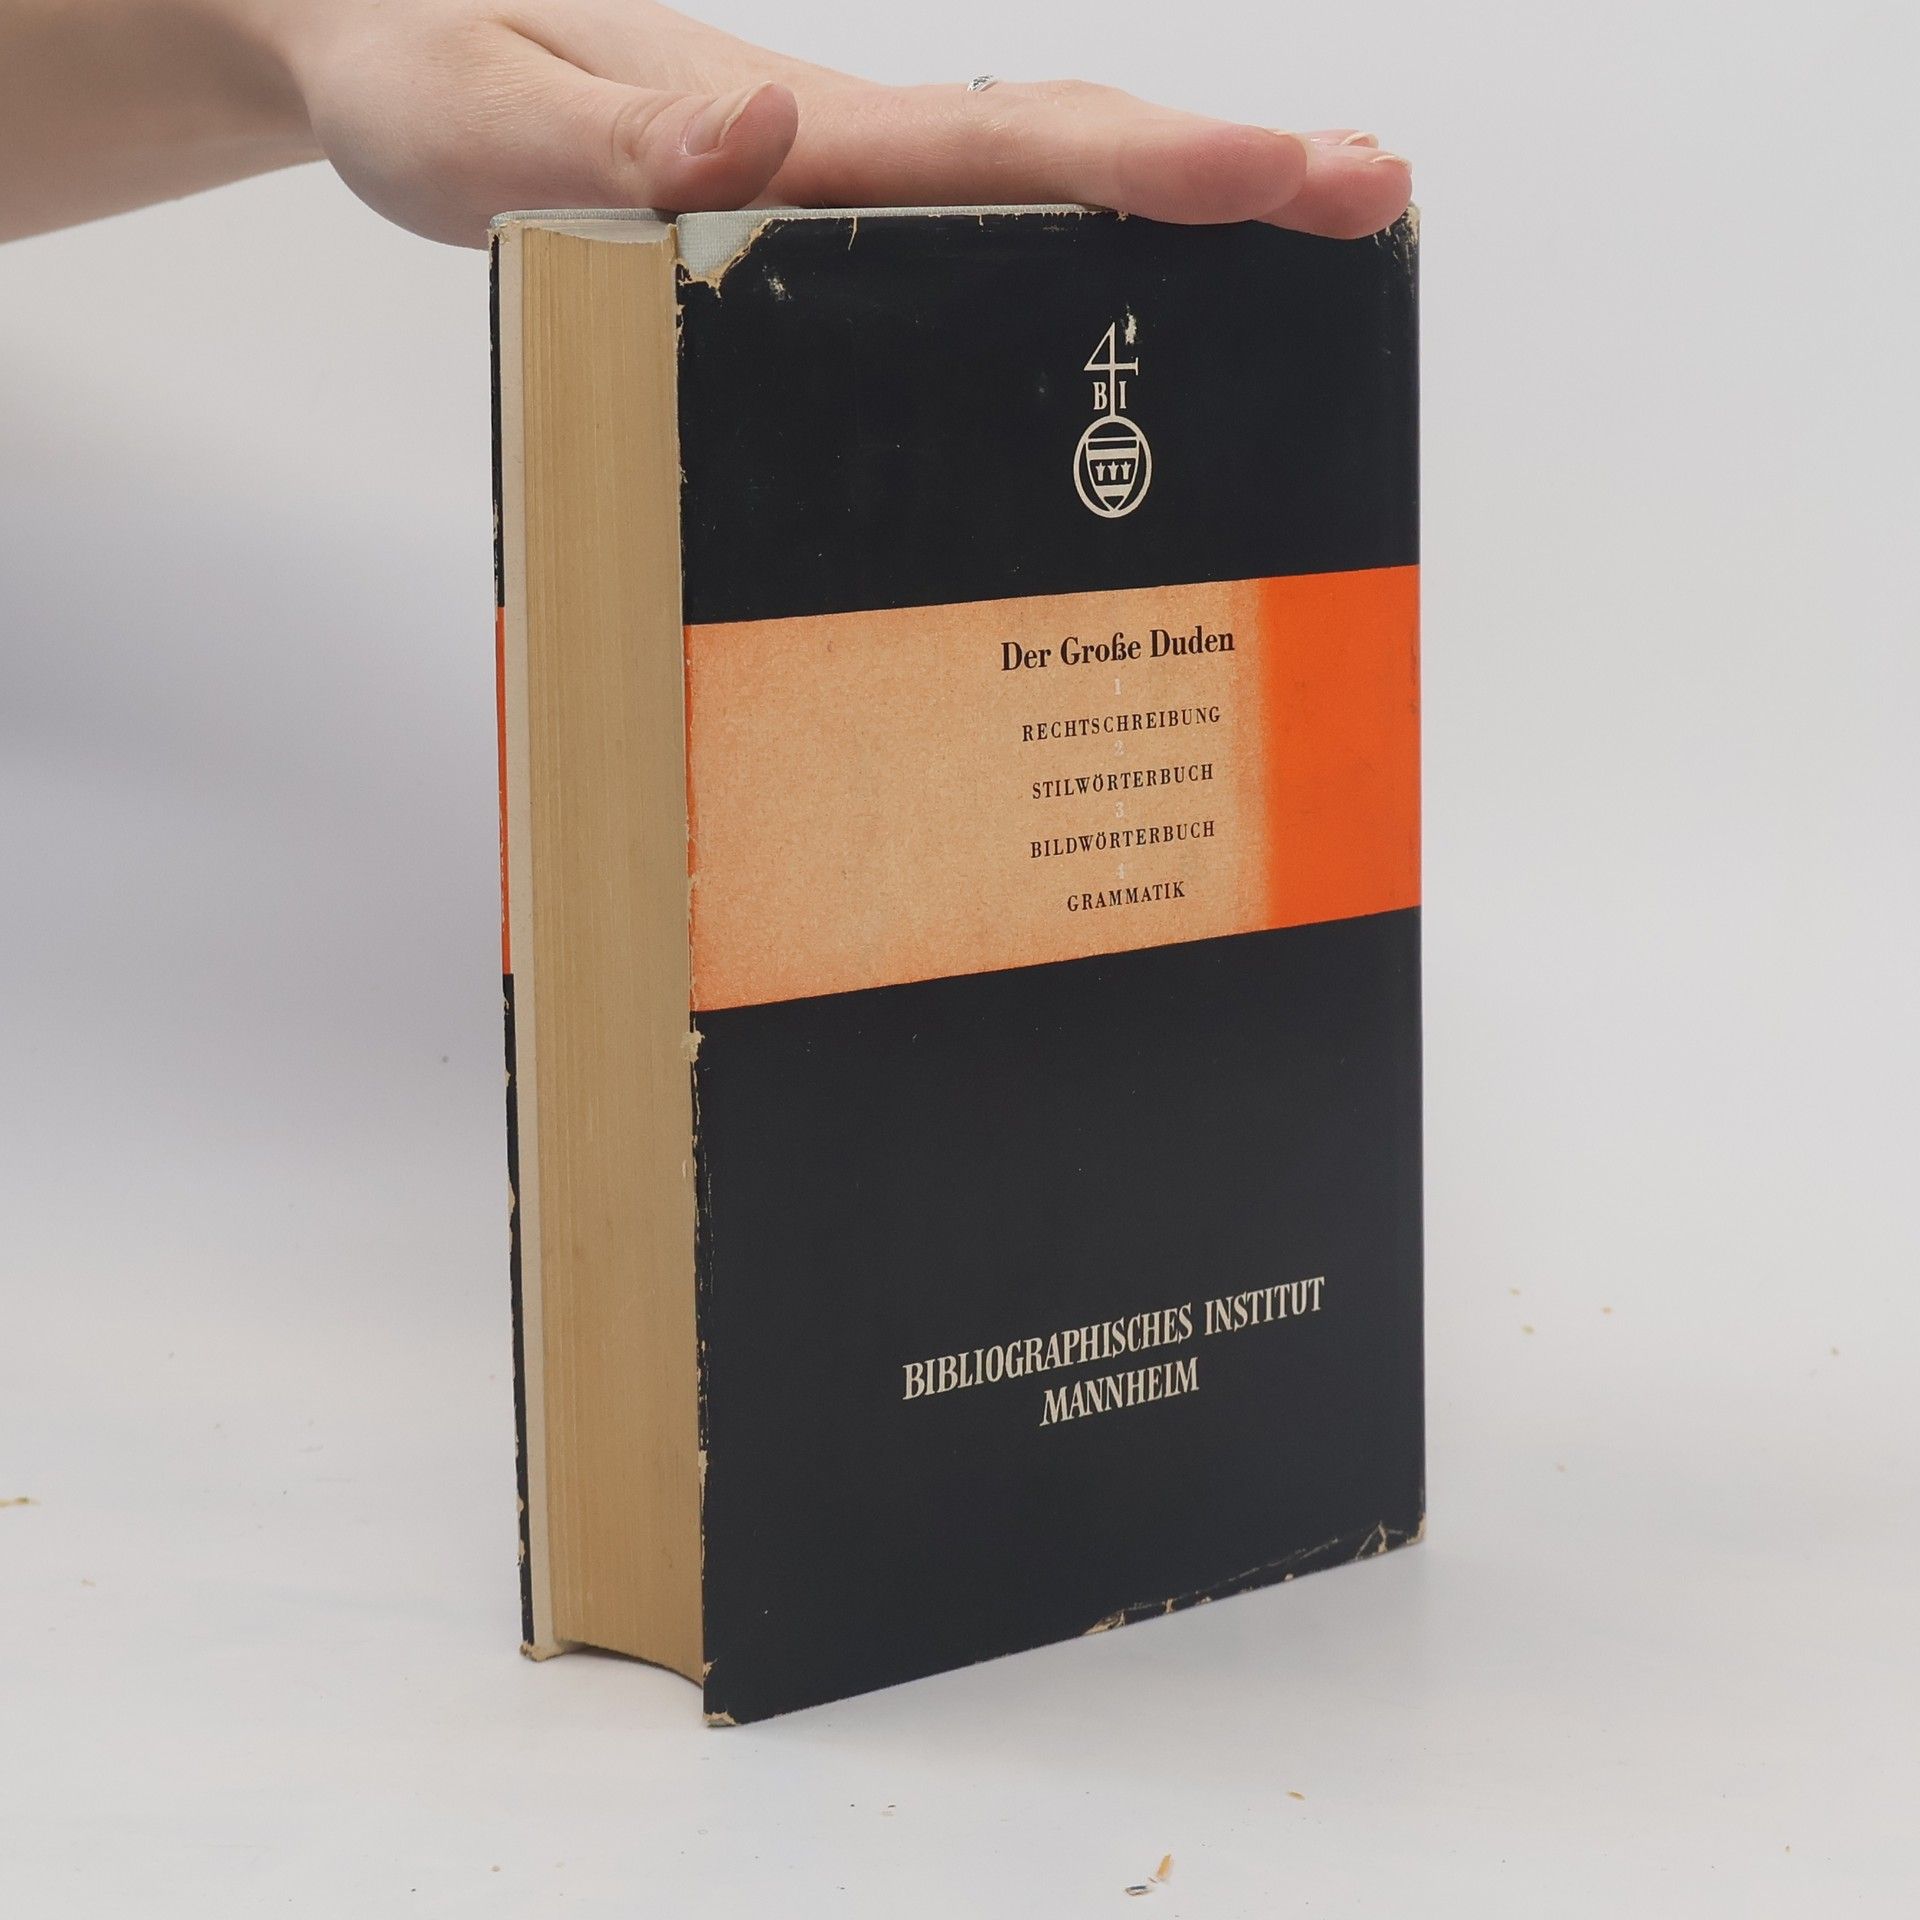 4
B I
Der Große Duden
1
RECHTSCHREIBUNG
2
STILWÖRTERBUCH
3
BILDWÖRTERBUCH
4
GRAMMATIK
BIBLIOGRAPHISCHES INSTITUT
MANNHEIM